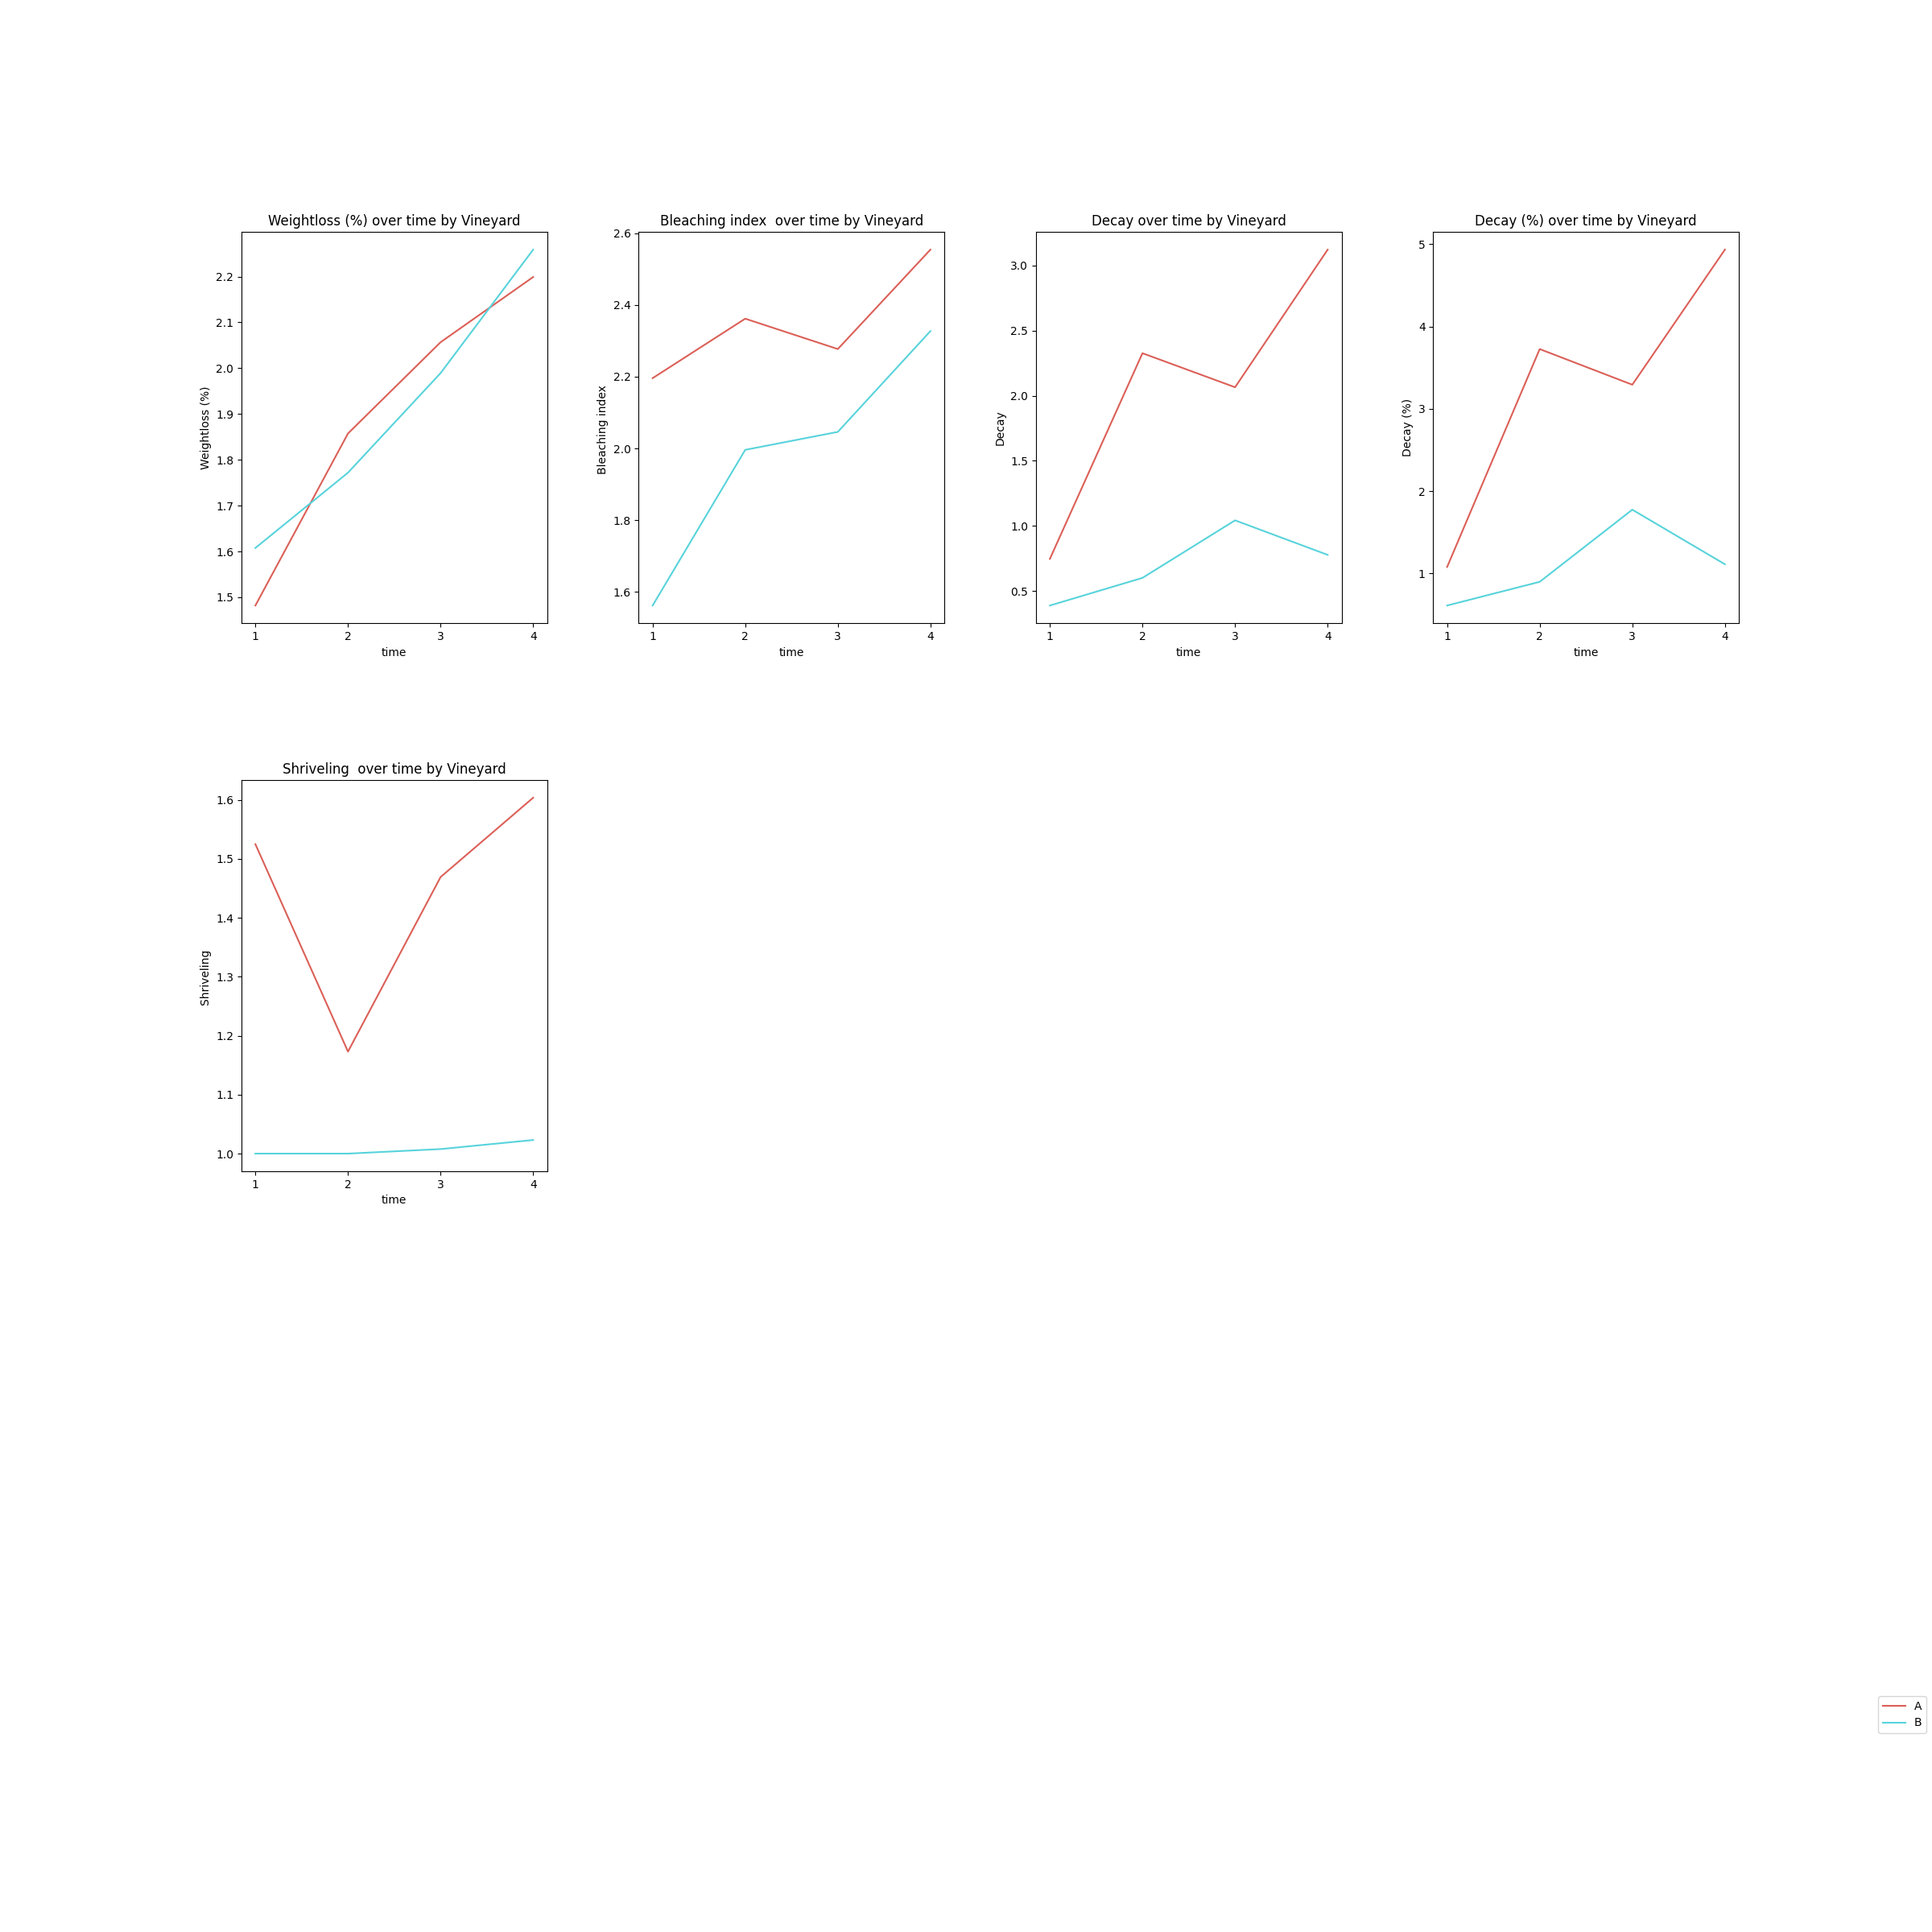 Weightloss (%) over time by Vineyard
2.2
2.1
2.0
1.9
1.8
1.7
1.6
1.5
Weightloss (%)
1 2 3 4
time
Bleaching index  over time by Vineyard
2.6
2.4
2.2
2.0
1.8
1.6
Bleaching index
1 2 3 4
time
Decay over time by Vineyard
3.0
2.5
2.0
1.5
1.0
0.5
Decay
1 2 3 4
time
Decay (%) over time by Vineyard
5
4
3
2
1
Decay (%)
1 2 3 4
time
Shriveling  over time by Vineyard
1.6
1.5
1.4
1.3
1.2
1.1
1.0
Shriveling
1 2 3 4
time
A
B